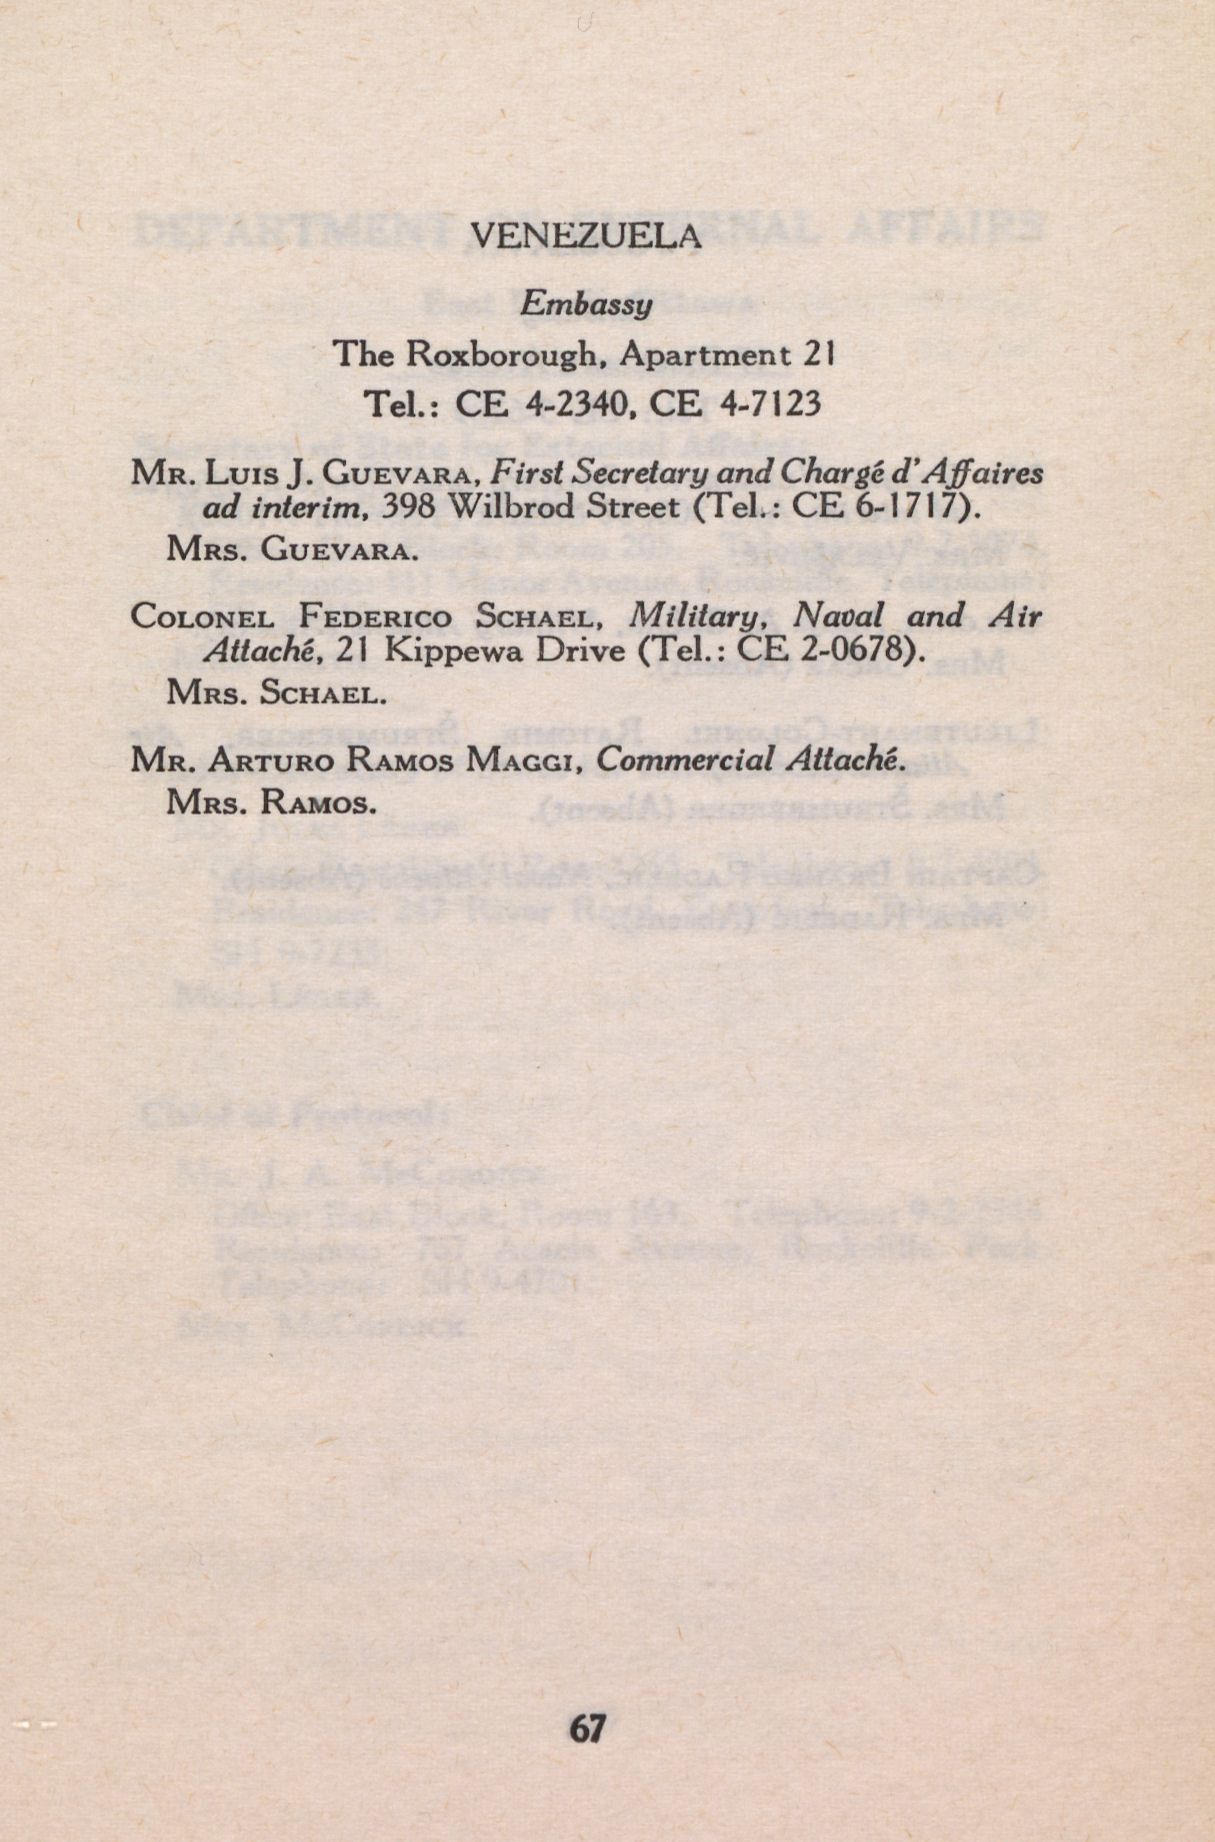 VENEZUELA
Embassy
The Roxborough, Apartment 21
Tel.: CE 4-2340, CE 4-7123
Mr. Luis J. Guevara, First Secretary and Chargé d'Affaires
ad interim, 398 Wilbrod Street (Tel.: CE 6-1717).
Mrs. Guevara.
Colonel Federico Schael, Military, Naval and Air
Attaché, 21 Kippewa Drive (Tel.: CE 2-0678).
Mrs. Schael.
Mr. Arturo Ramos Maggi, Commercial Attaché.
Mrs. Ramos.
67